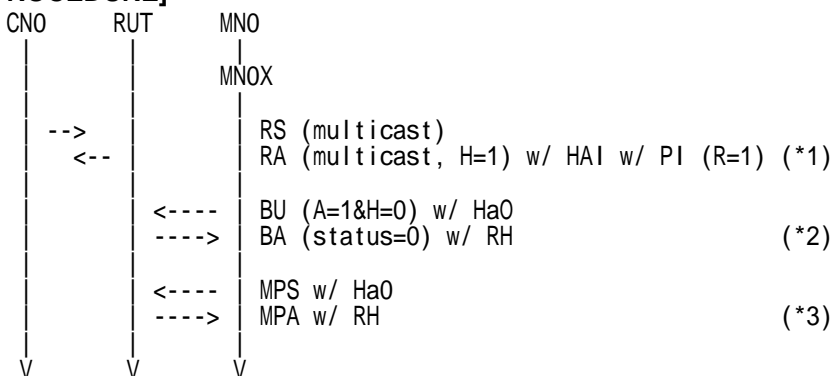 ROCEDURE]
CN0 RUT MN0
| | |
| | MN0X
| | |
| --> | | RS (multicast)
| <-- | | RA (multicast, H=1) w/ HAI w/ PI (R=1) (*1)
| | |
| | <---- | BU (A=1&H=0) w/ HaO
| | ----> | BA (status=0) w/ RH (*2)
| | |
| | <---- | MPS w/ HaO
| | ----> | MPA w/ RH (*3)
| | |
V V V